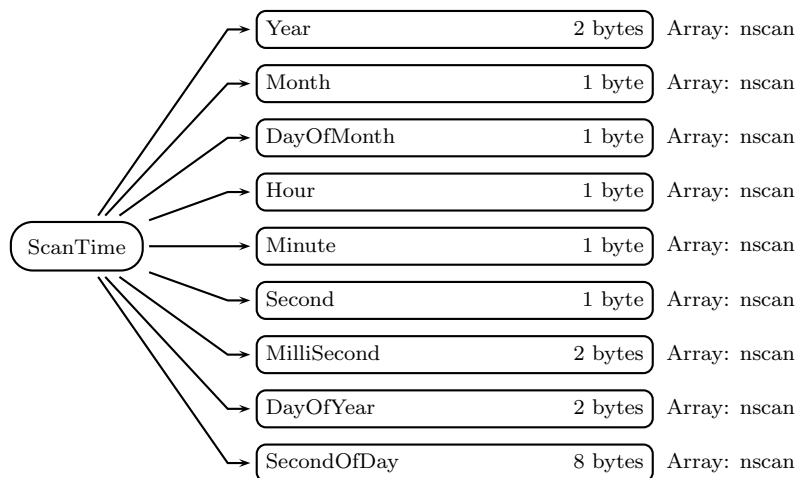 Year 2 bytes Array: nscan
Month 1 byte Array: nscan
DayOfMonth 1 byte Array: nscan
Hour 1 byte Array: nscan
ScanTime
Minute 1 byte Array: nscan
Second 1 byte Array: nscan
MilliSecond 2 bytes Array: nscan
DayOfYear 2 bytes Array: nscan
SecondOfDay 8 bytes Array: nscan